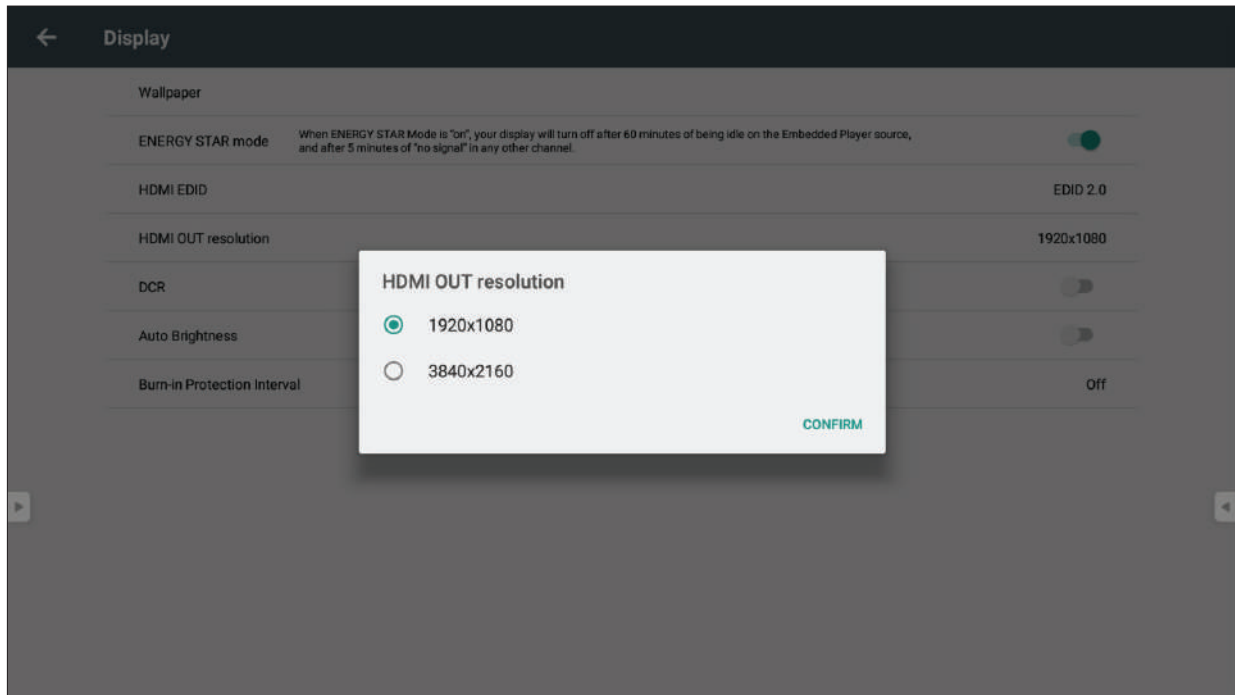 Display
Wallpaper
ENERGY STAR mode
When ENERGY STAR Mode is "on", your display will turn off after 60 minutes of being idle on the Embedded Player source,
and after 5 minutes of "no signal" in any other channel.
HDMI EDID
EDID 2.0
HDMI OUT resolution
1920x1080
DCR
Auto Brightness
Burn-in Protection Interval
Off
HDMI OUT resolution
1920x1080
3840x2160
CONFIRM